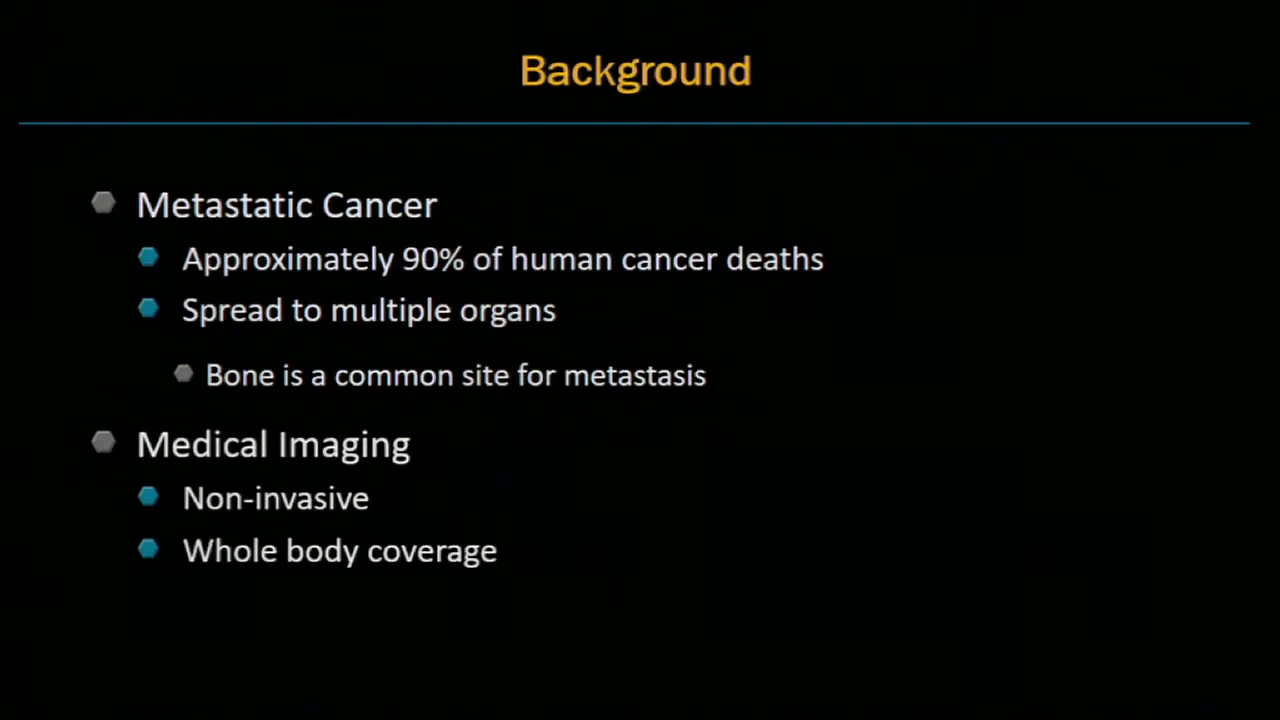 Background
Metastatic Cancer
Approximately 90% of human cancer deaths
Spread to multiple organs
Bone is a common site for metastasis
Medical Imaging
Non-invasive
Whole body coverage